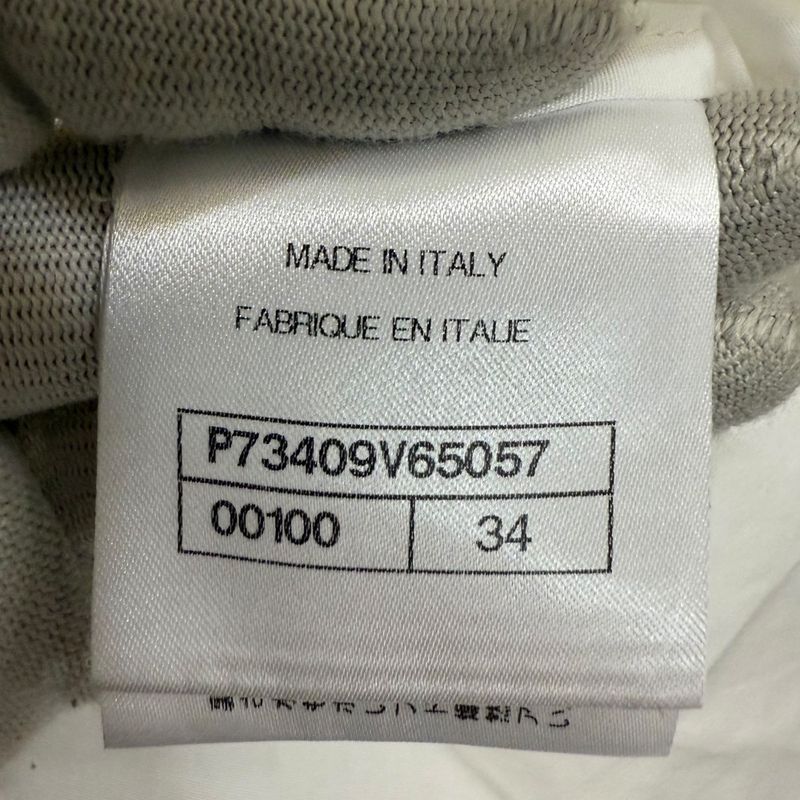 MADE IN ITALY
FABRIQUE EN ITALIE
P73409V65057
00100 34